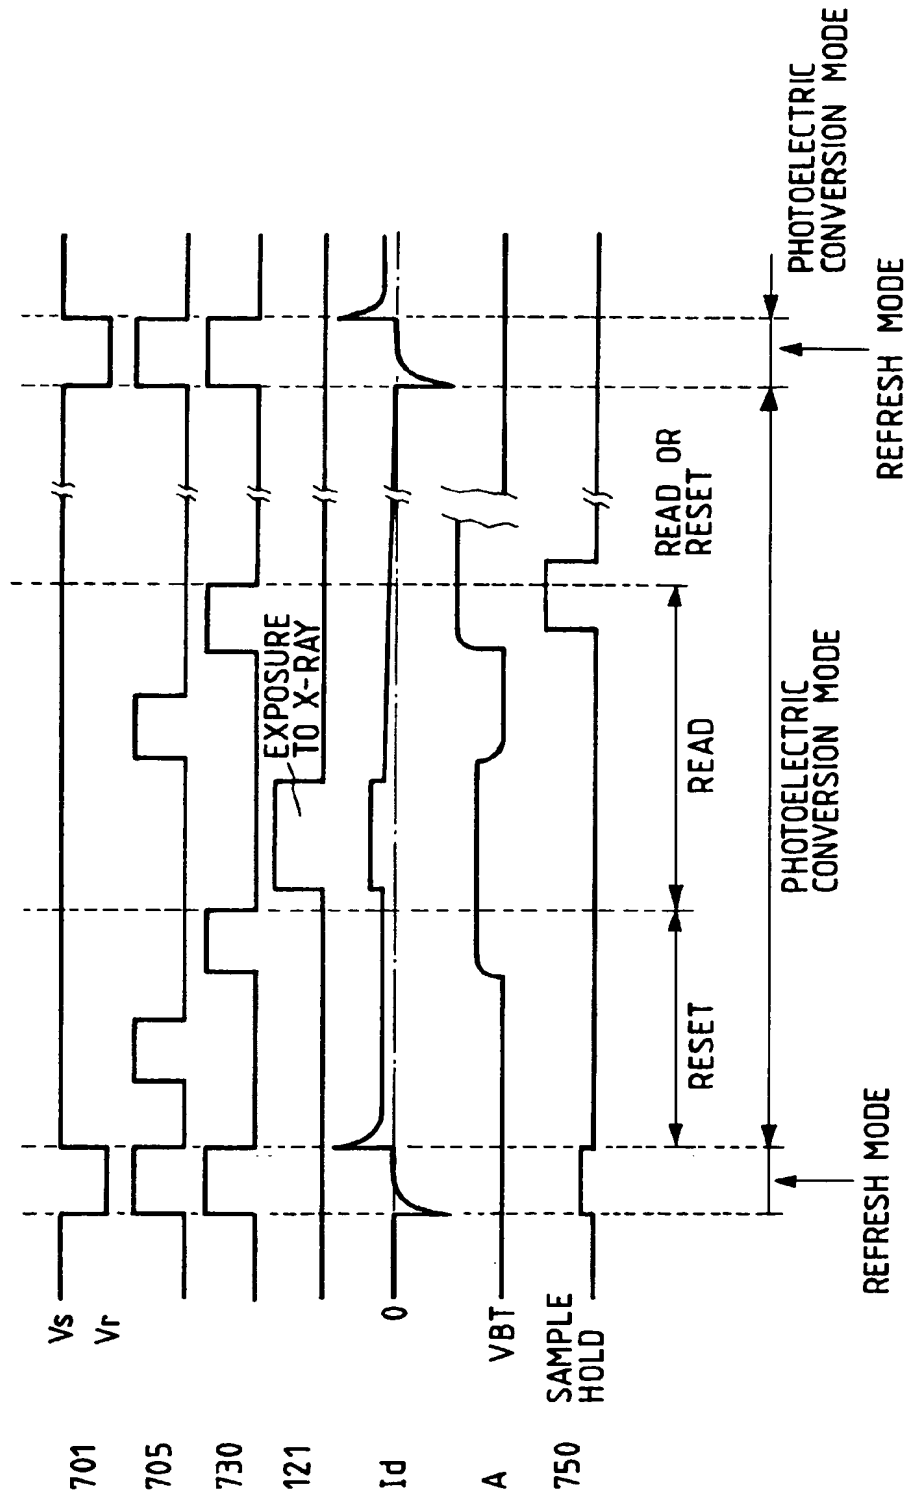 701
Vs
Vr
705
730
121
EXPOSURE
TO X-RAY
Id
0
A
VBT
750
SAMPLE
HOLD
RESET
READ
READ OR
RESET
REFRESH MODE
PHOTOELECTRIC
CONVERSION MODE
REFRESH MODE
PHOTOELECTRIC
CONVERSION MODE